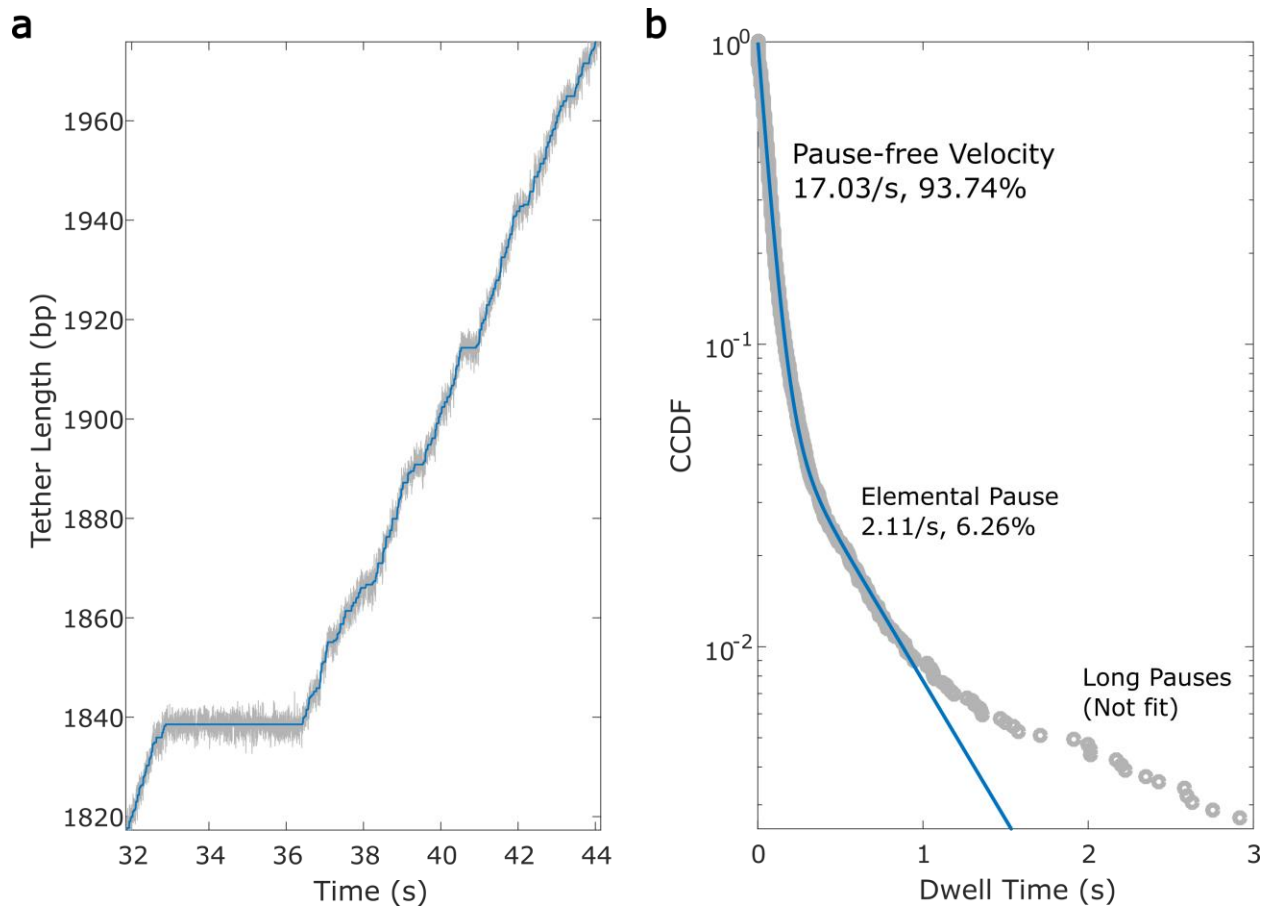 a
1960
1940
1920
1900
1880
1860
1840
1820
Tether Length (bp)
32 34 36 38 40 42 44
Time (s)
b
10^0
10^-1
10^-2
CCDF
Pause-free Velocity
17.03/s, 93.74%
Elemental Pause
2.11/s, 6.26%
Long Pauses
(Not fit)
0 1 2 3
Dwell Time (s)